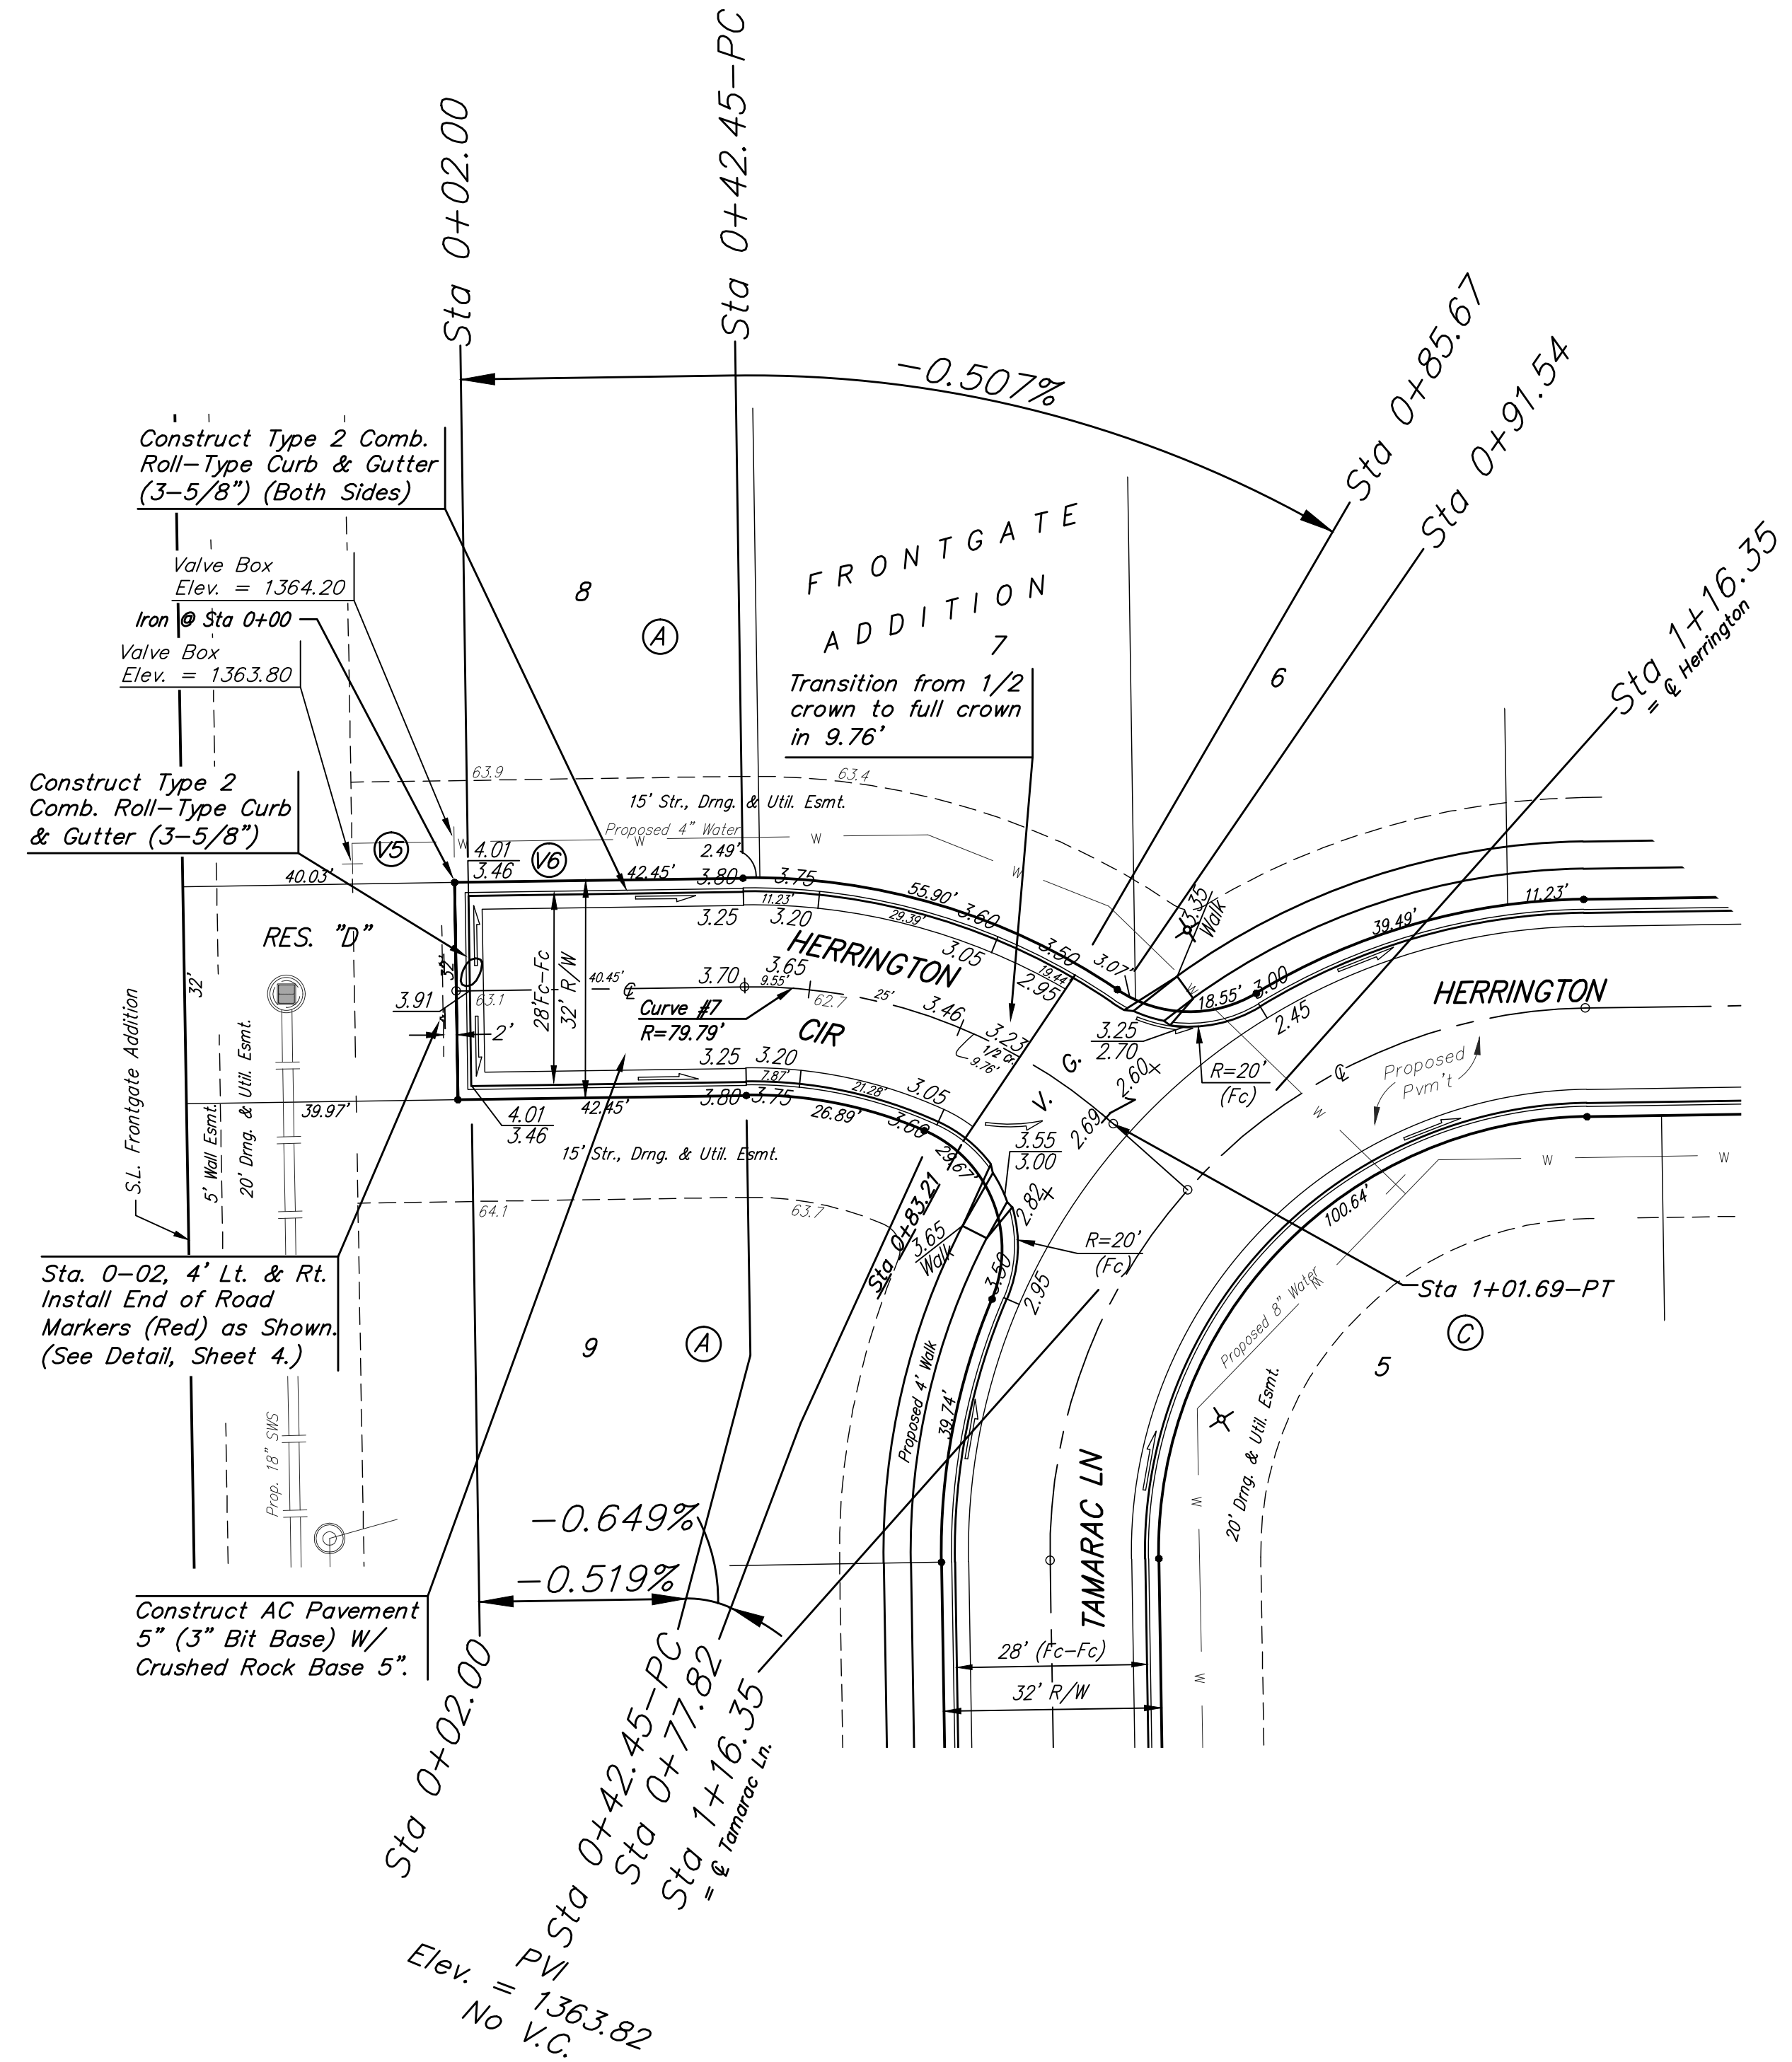 Sta 0+02.00
Sta 0+42.45-PC
-0.507%
Sta 0+85.67
Sta 0+91.54
Sta 1+16.35
= ℄ Herrington
Construct Type 2 Comb.
Roll-Type Curb & Gutter
(3-5/8") (Both Sides)
Valve Box
Elev. = 1364.20
Iron @ Sta 0+00
Valve Box
Elev. = 1363.80
8
A
FRONTGATE
ADDITION
7
6
Transition from 1/2
crown to full crown
in 9.76'
Construct Type 2
Comb. Roll-Type Curb
& Gutter (3-5/8")
63.9
63.4
15' Str., Drng. & Util. Esmt.
Proposed 4" Water
W
W
W
W
W
V5
V6
4.01
3.46
2.49'
40.03'
42.45'
3.80
3.75
55.90'
3.60
3.50
3.07'
3.35
Walk
39.49'
11.23'
11.23'
29.39'
19.44'
3.25
3.20
3.05
2.95
18.55'
3.00
2.45
RES. "D"
32'
32'
28' Fc-Fc
32' R/W
HERRINGTON
CIR
40.45'
℄
3.70
3.65
9.55'
62.7
25'
3.46
3.23
1/2 cr.
9.76'
3.91
63.1
2'
Curve #7
R=79.79'
3.25
2.70
R=20'
(Fc)
HERRINGTON
℄
Proposed
Pvm't
V. G.
2.60
2.69
3.25
3.20
3.05
7.87'
21.28'
3.80
3.75
3.60
42.45'
26.89'
29.67'
39.97'
4.01
3.46
15' Str., Drng. & Util. Esmt.
3.55
3.00
2.82
64.1
63.7
Sta 0+83.21
3.65
Walk
3.50
2.95
R=20'
(Fc)
100.64'
W
W
W
W
W
W
W
Proposed 8" Water
Sta 1+01.69-PT
C
5
S.L. Frontgate Addition
5' Wall Esmt.
20' Drng. & Util. Esmt.
Sta. 0-02, 4' Lt. & Rt.
Install End of Road
Markers (Red) as Shown.
(See Detail, Sheet 4.)
9
A
Proposed 4' Walk
39.74'
20' Drng. & Util. Esmt.
TAMARAC LN
Prop. 18" SWS
-0.649%
-0.519%
Construct AC Pavement
5" (3" Bit Base) W/
Crushed Rock Base 5".
28' (Fc-Fc)
32' R/W
Sta 0+02.00
Sta 0+42.45-PC
Sta 0+77.82
Sta 1+16.35
= ℄ Tamarac Ln.
PVI
Elev. = 1363.82
No V.C.